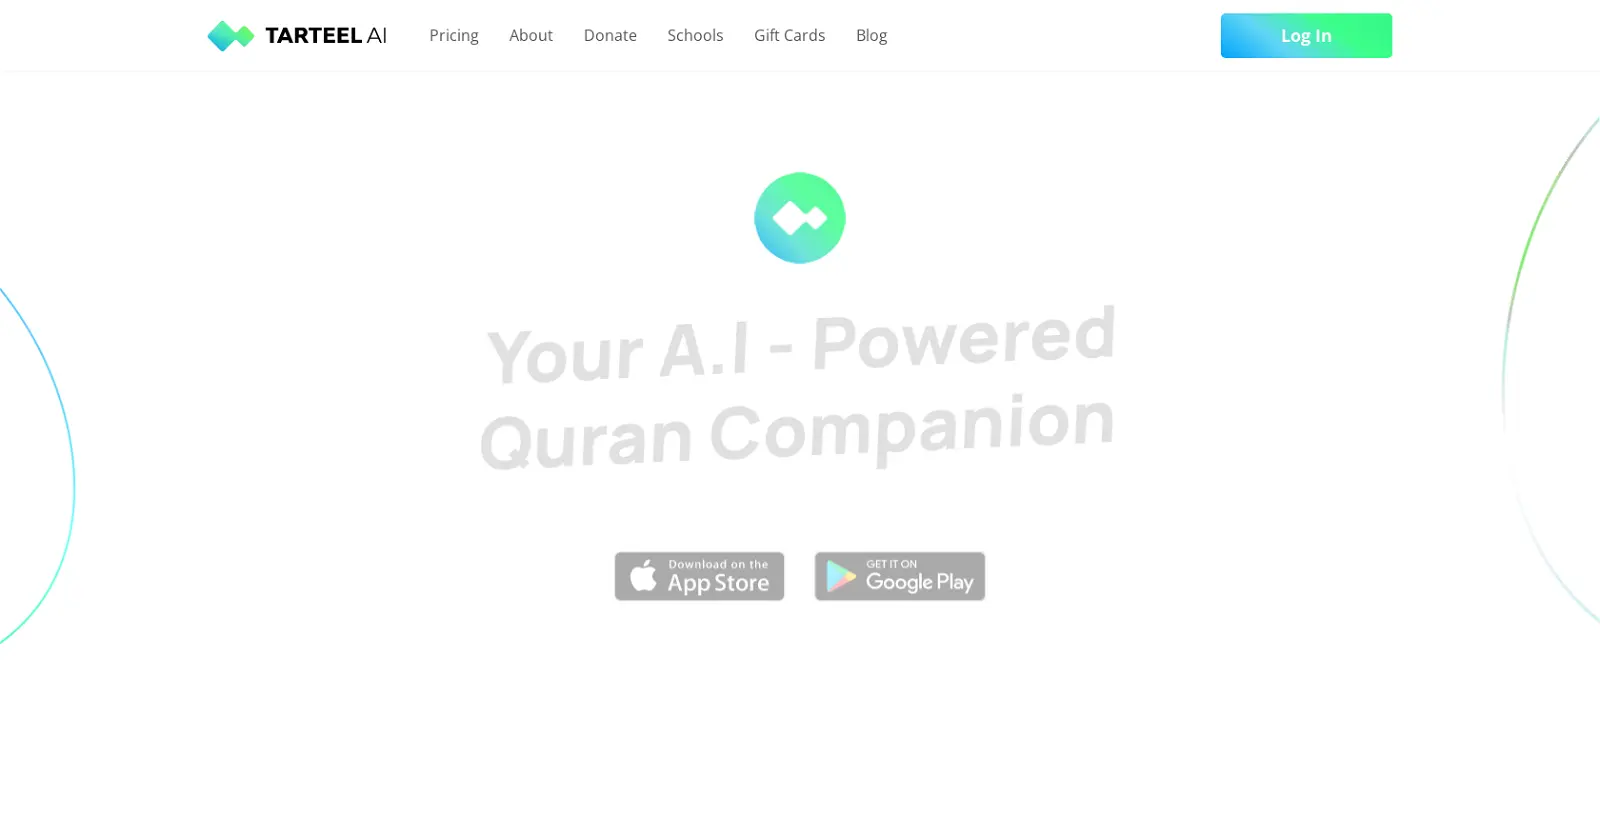 TARTEEL AI
Pricing
About
Donate
Schools
Gift Cards
Blog
Log In
Your A.I - Powered
Quran Companion
Download on the
App Store
GET IT ON
Google Play